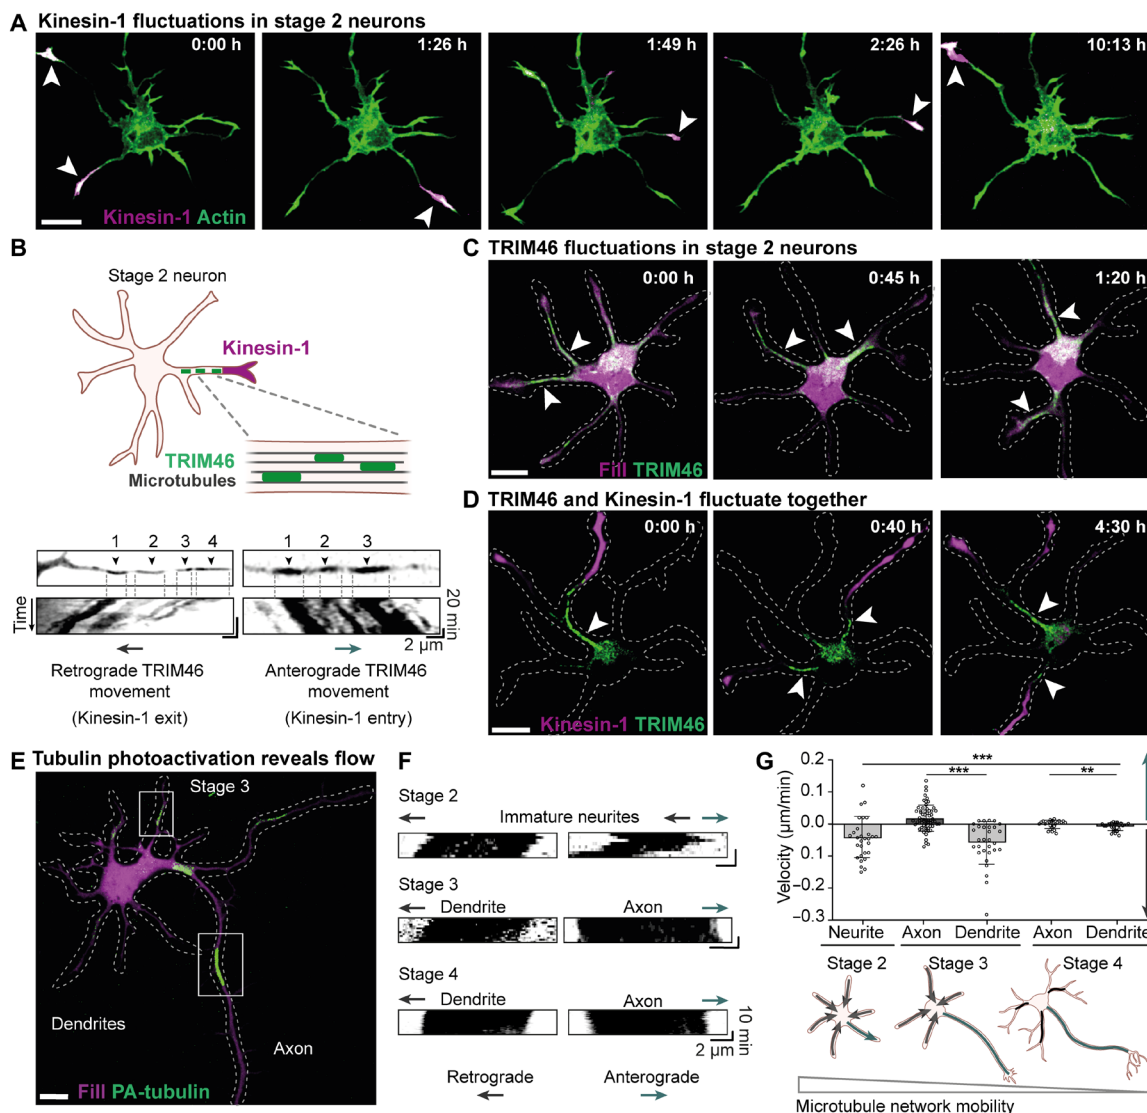 A Kinesin-1 fluctuations in stage 2 neurons
0:00 h
1:26 h
1:49 h
2:26 h
10:13 h
Kinesin-1 Actin
B
Stage 2 neuron
Kinesin-1
TRIM46
Microtubules
1 2 3 4
1 2 3
Time
20 min
2 µm
Retrograde TRIM46
movement
(Kinesin-1 exit)
Anterograde TRIM46
movement
(Kinesin-1 entry)
C TRIM46 fluctuations in stage 2 neurons
0:00 h
0:45 h
1:20 h
Fill TRIM46
D TRIM46 and Kinesin-1 fluctuate together
0:00 h
0:40 h
4:30 h
Kinesin-1 TRIM46
E Tubulin photoactivation reveals flow
Stage 3
Dendrites
Axon
Fill PA-tubulin
F
Stage 2
Immature neurites
Stage 3
Dendrite
Axon
Stage 4
Dendrite
Axon
10 min
2 µm
Retrograde
Anterograde
G
Velocity (µm/min)
0.2
0.1
0.0
0.1
−0.2
−0.3
***
***
**
Neurite Axon Dendrite Axon Dendrite
Stage 2 Stage 3 Stage 4
Microtubule network mobility